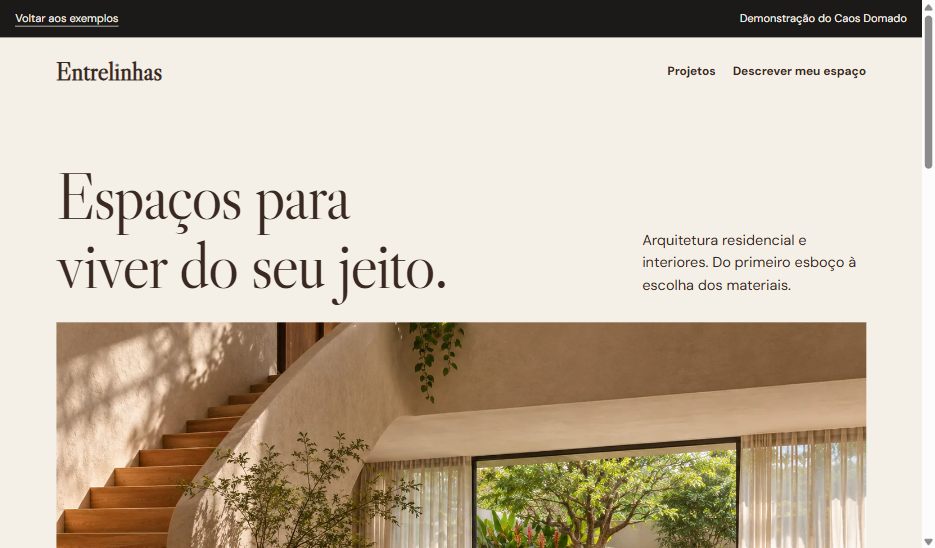 Voltar aos exemplos
Demonstração do Caos Domado
Entrelinhas
Projetos
Descrever meu espaço
Espaços para
viver do seu jeito.
Arquitetura residencial e
interiores. Do primeiro esboço à
escolha dos materiais.